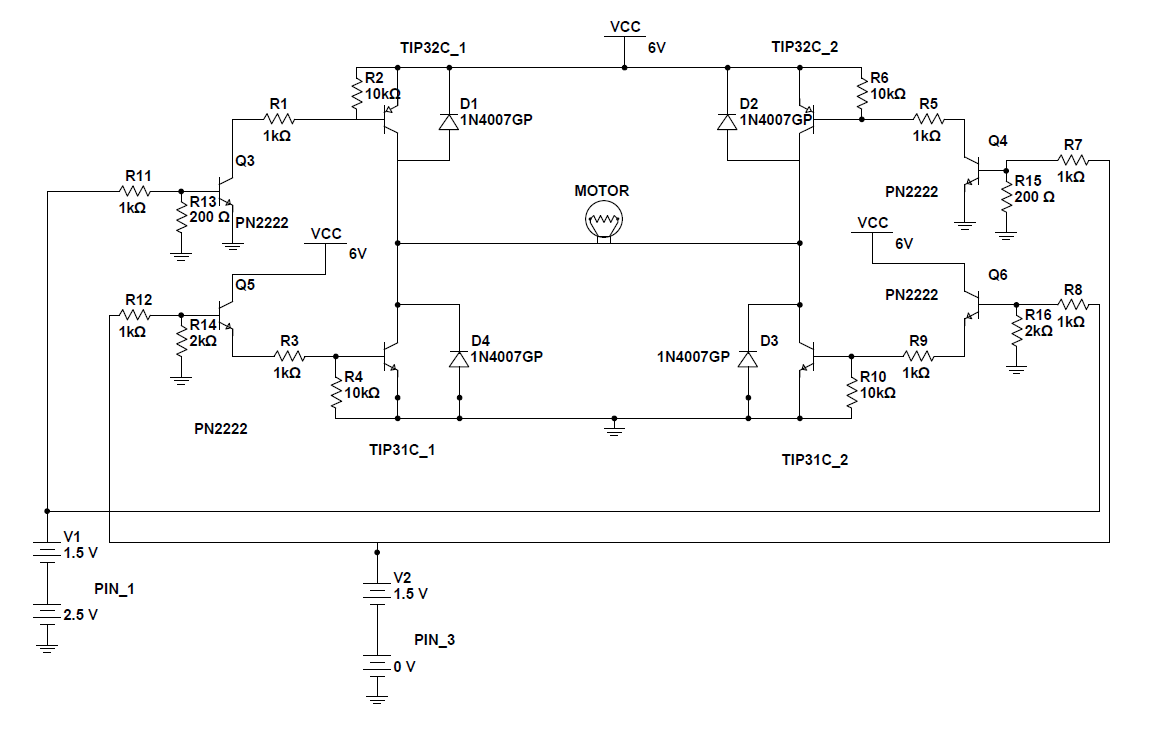 VCC
6V
TIP32C_1
TIP32C_2
R2
10kΩ
R6
10kΩ
R1
1kΩ
D1
1N4007GP
D2
1N4007GP
R5
1kΩ
Q3
Q4
R7
1kΩ
R11
1kΩ
R13
200 Ω
PN2222
MOTOR
PN2222
R15
200 Ω
VCC
6V
VCC
6V
Q5
Q6
R12
1kΩ
R14
2kΩ
PN2222
R8
1kΩ
R16
2kΩ
R3
1kΩ
D4
1N4007GP
D3
1N4007GP
R9
1kΩ
R4
10kΩ
R10
10kΩ
PN2222
TIP31C_1
TIP31C_2
V1
1.5 V
PIN_1
2.5 V
V2
1.5 V
PIN_3
0 V